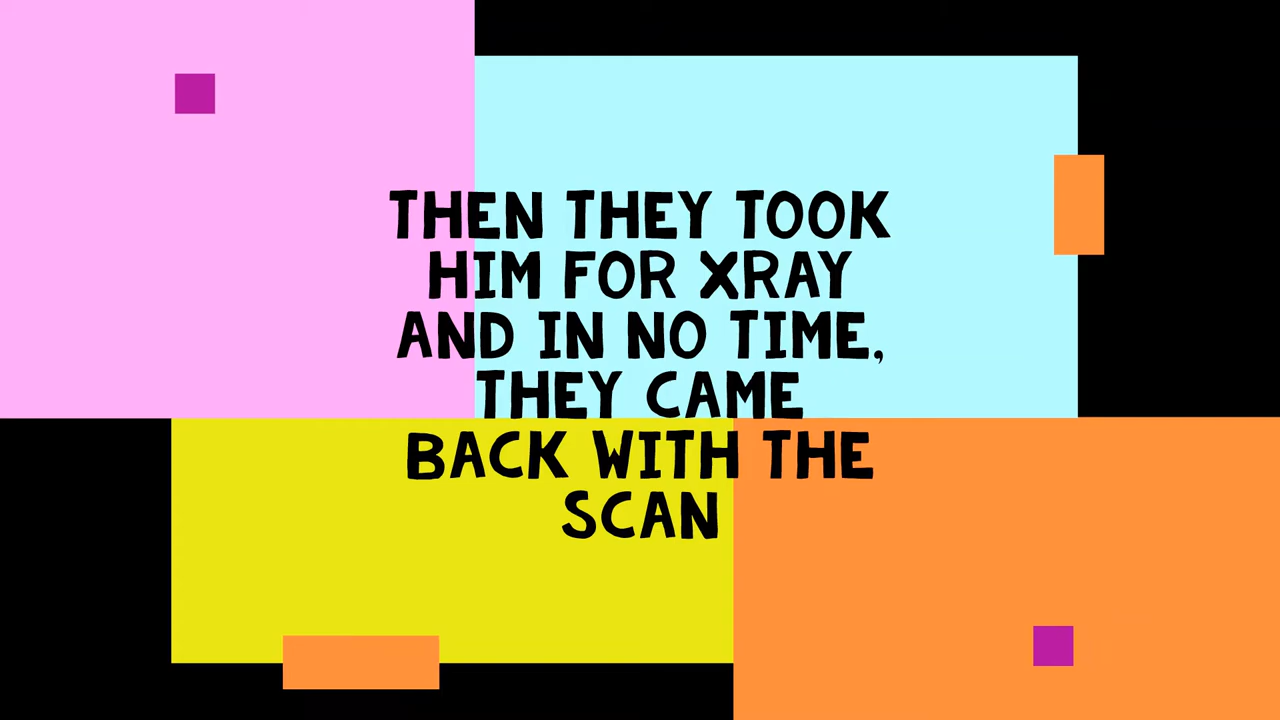 THEN THEY TOOK
HIM FOR XRAY
AND IN NO TIME,
THEY CAME
BACK WITH THE
SCAN